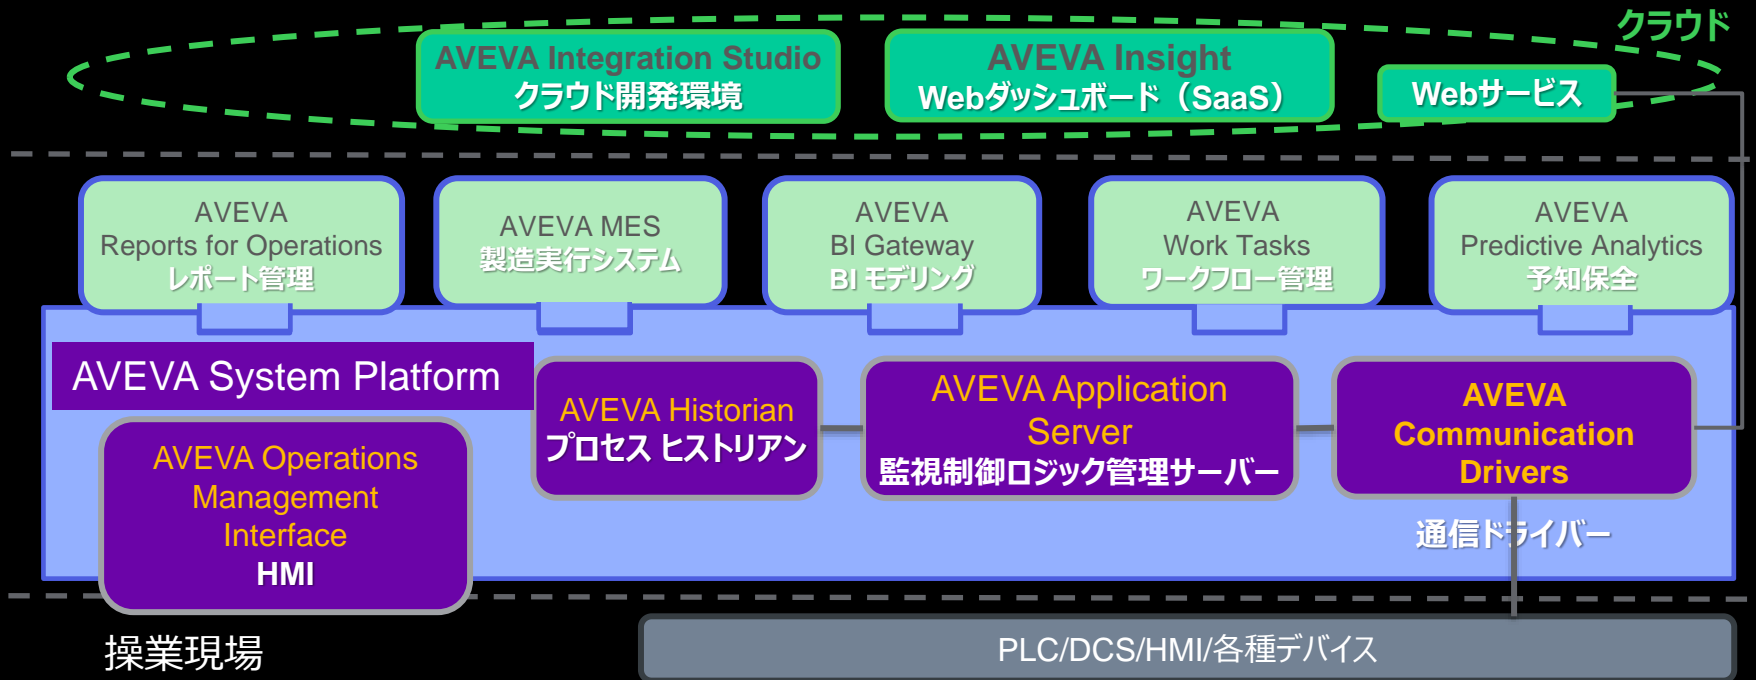 クラウド
AVEVA Integration Studio
クラウド開発環境
AVEVA Insight
Webダッシュボード（SaaS）
Webサービス
AVEVA
Reports for Operations
レポート管理
AVEVA MES
製造実行システム
AVEVA
BI Gateway
BI モデリング
AVEVA
Work Tasks
ワークフロー管理
AVEVA
Predictive Analytics
予知保全
AVEVA System Platform
AVEVA Operations
Management
Interface
HMI
AVEVA Historian
プロセス ヒストリアン
AVEVA Application
Server
監視制御ロジック管理サーバー
AVEVA
Communication
Drivers
通信ドライバー
操業現場
PLC/DCS/HMI/各種デバイス